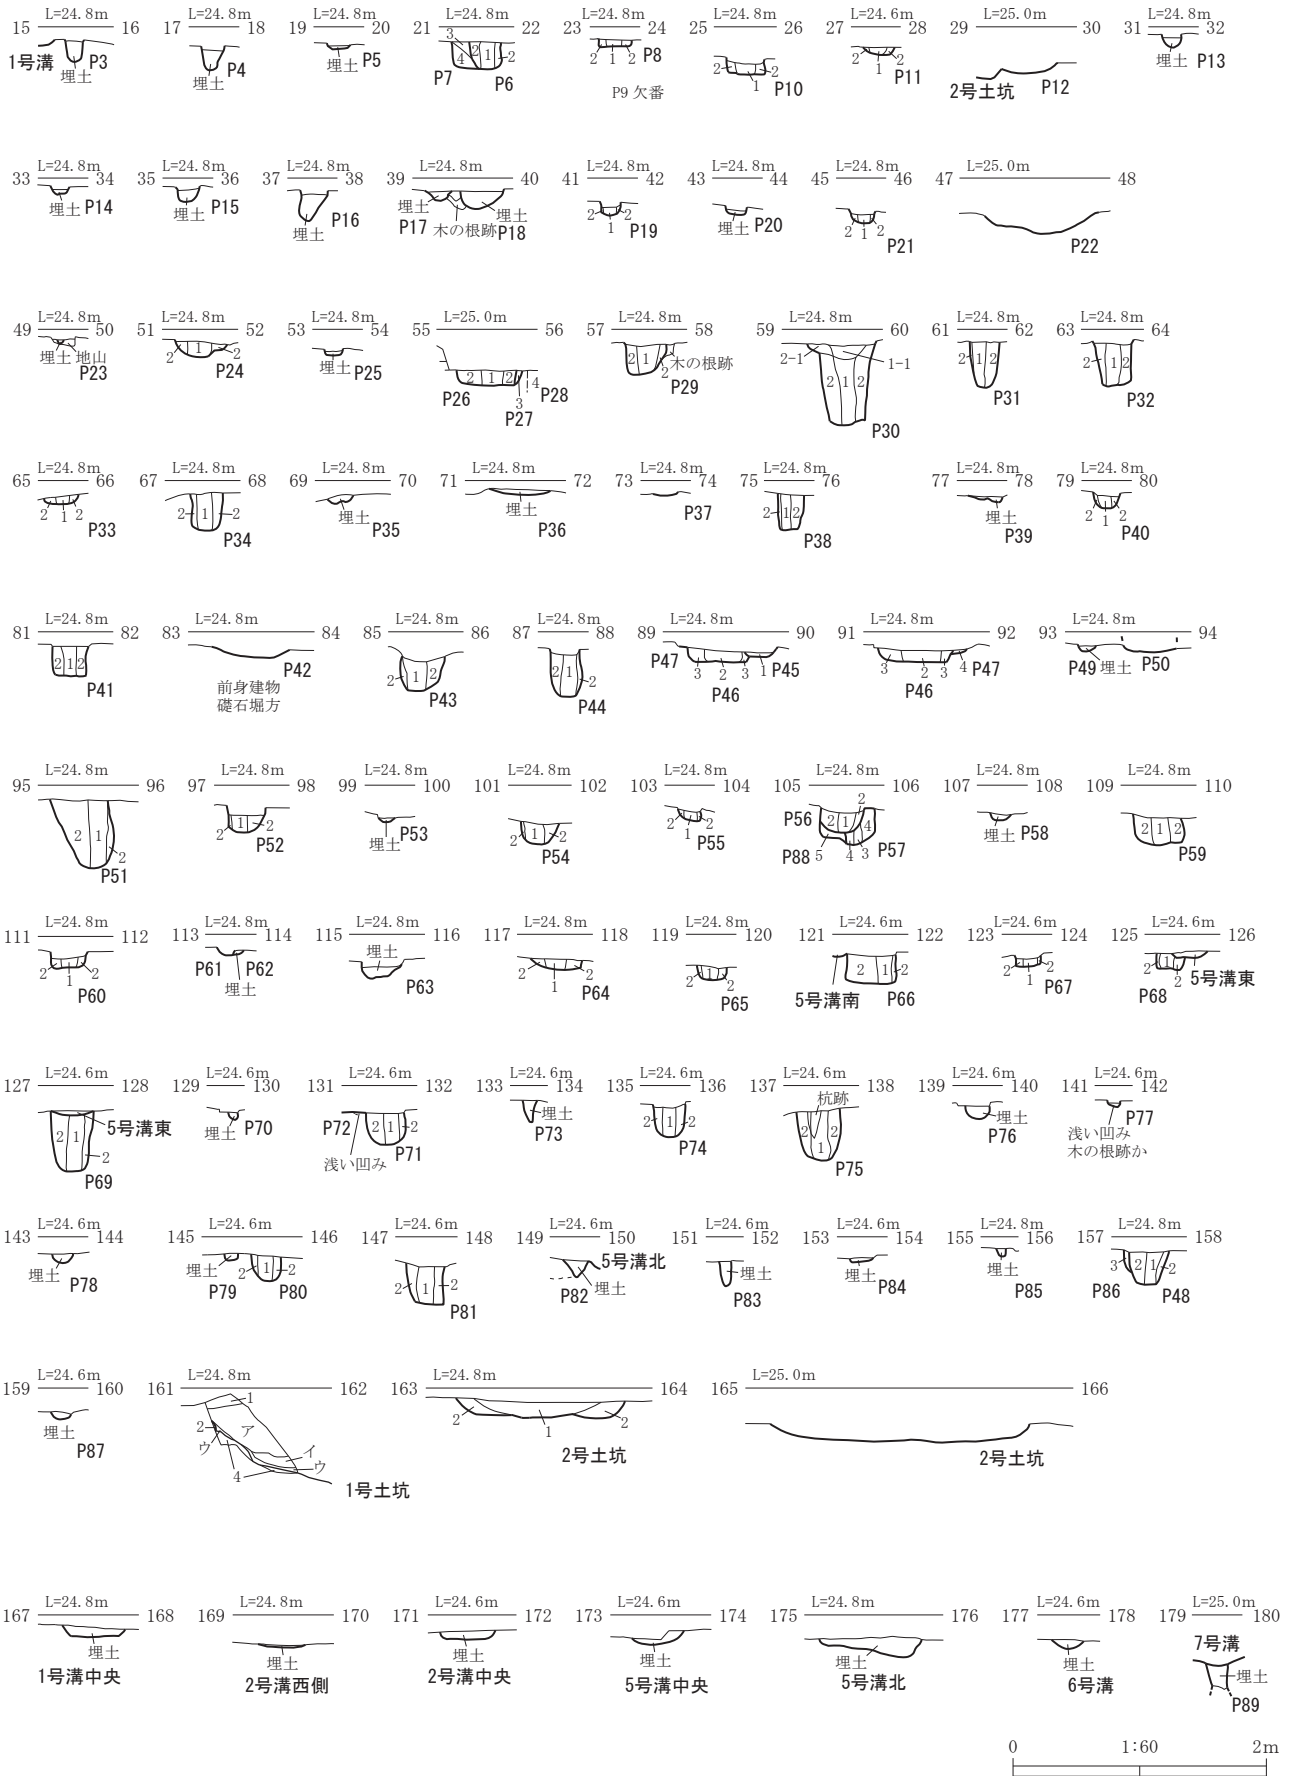 L=24.8m L=24.8m L=24.8m L=24.8m L=24.8m L=24.8m L=24.6m L=25.0m L=24.8m
15 16 17 18 19 20 21 22 23 24 25 26 27 28 29 30 31 32
1号溝 P3 埋土 P4 埋土 P5 埋土 3 4 2 1 2 P7 P6 2 1 2 P8 2 1 2 P10 2 1 2 P11 2号土坑 P12 P13 埋土
P9 欠番
L=24.8m L=24.8m L=24.8m L=24.8m L=24.8m L=24.8m L=24.8m L=25.0m
33 34 35 36 37 38 39 40 41 42 43 44 45 46 47 48
埋土 P14 埋土 P15 埋土 P16 埋土 P17 木の根跡 埋土 P18 2 1 2 P19 埋土 P20 2 1 2 P21 P22
L=24.8m L=24.8m L=24.8m L=25.0m L=24.8m L=24.8m L=24.8m L=24.8m
49 50 51 52 53 54 55 56 57 58 59 60 61 62 63 64
埋土 地山 P23 2 1 2 P24 埋土 P25 2 1 2 3 4 P26 P27 P28 2 1 2 木の根跡 P29 2-1 1-1 2 1 2 P30 2 1 2 P31 2 1 2 P32
L=24.8m L=24.8m L=24.8m L=24.8m L=24.8m L=24.8m L=24.8m L=24.8m
65 66 67 68 69 70 71 72 73 74 75 76 77 78 79 80
2 1 2 P33 2 1 2 P34 埋土 P35 埋土 P36 P37 2 1 2 P38 埋土 P39 2 1 2 P40
L=24.8m L=24.8m L=24.8m L=24.8m L=24.8m L=24.8m L=24.8m
81 82 83 84 85 86 87 88 89 90 91 92 93 94
2 1 2 P41 P42 2 1 2 P43 2 1 2 P44 P47 3 2 3 1 P45 P46 3 2 3 4 P47 P46 P49 埋土 P50
前身建物
礎石堀方
L=24.8m L=24.8m L=24.8m L=24.8m L=24.8m L=24.8m L=24.8m L=24.8m
95 96 97 98 99 100 101 102 103 104 105 106 107 108 109 110
2 1 2 P51 2 1 2 P52 埋土 P53 2 1 2 P54 2 1 2 P55 P56 2 1 2 4 P88 5 4 3 P57 埋土 P58 2 1 2 P59
L=24.8m L=24.8m L=24.8m L=24.8m L=24.8m L=24.6m L=24.6m L=24.6m
111 112 113 114 115 116 117 118 119 120 121 122 123 124 125 126
2 1 2 P60 P61 P62 埋土 埋土 P63 2 1 2 P64 2 1 2 P65 2 1 2 5号溝南 P66 2 1 2 P67 2 1 2 5号溝東 P68
L=24.6m L=24.6m L=24.6m L=24.6m L=24.6m L=24.6m L=24.6m L=24.6m
127 128 129 130 131 132 133 134 135 136 137 138 139 140 141 142
2 1 2 5号溝東 P69 埋土 P70 P72 2 1 2 P71 浅い凹み 埋土 P73 2 1 2 P74 杭跡 2 1 2 P75 埋土 P76 P77
浅い凹み
木の根跡か
L=24.6m L=24.6m L=24.6m L=24.6m L=24.6m L=24.6m L=24.8m L=24.8m
143 144 145 146 147 148 149 150 151 152 153 154 155 156 157 158
埋土 P78 埋土 2 1 2 P79 P80 2 1 2 P81 5号溝北 埋土 P82 埋土 P83 埋土 P84 埋土 P85 3 2 1 2 P86 P48
L=24.6m L=24.8m L=24.8m L=25.0m
159 160 161 162 163 164 165 166
埋土 P87 1 2 ア ウ イ ウ 4 1号土坑 2 1 2 2号土坑 2号土坑
L=24.8m L=24.8m L=24.6m L=24.6m L=24.8m L=24.6m L=25.0m
167 168 169 170 171 172 173 174 175 176 177 178 179 180
埋土 埋土 埋土 埋土 埋土 埋土 7号溝 埋土
1号溝中央 2号溝西側 2号溝中央 5号溝中央 5号溝北 6号溝 P89
0 1:60 2m